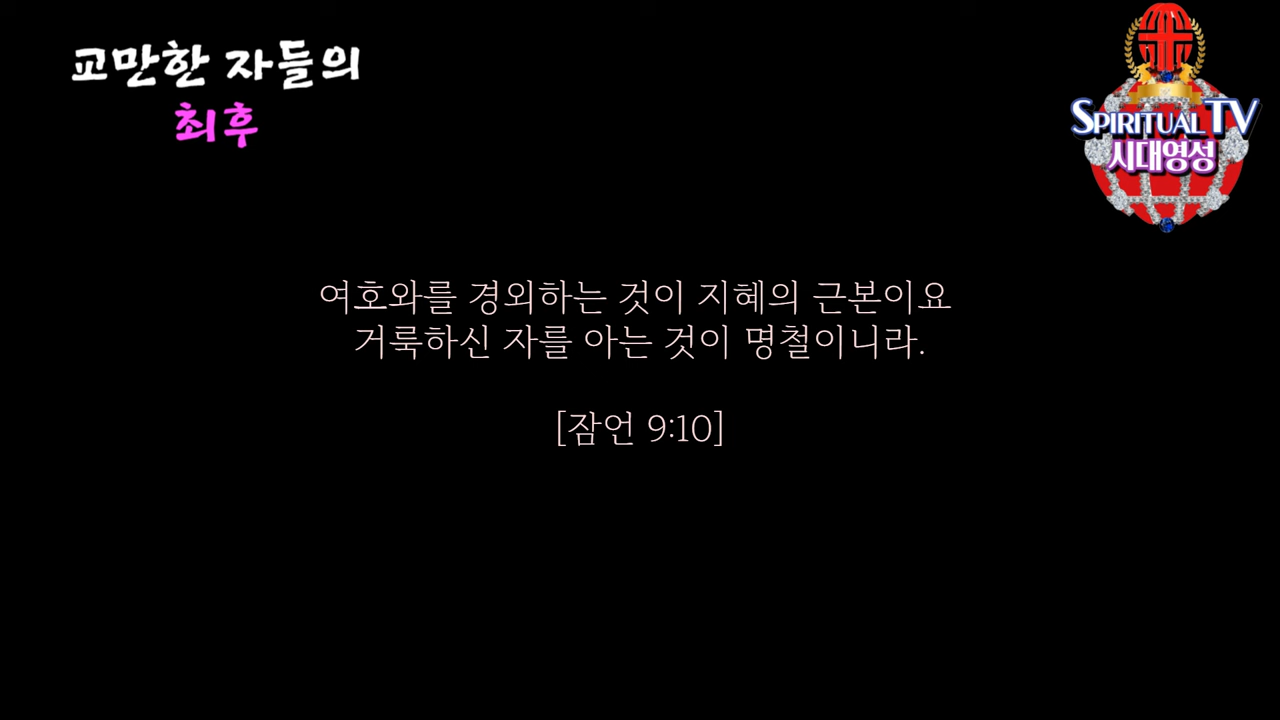 교만한 자들의
최후
SPIRITUAL TV
시대영성
여호와를 경외하는 것이 지혜의 근본이요
거룩하신 자를 아는 것이 명철이니라.
[잠언 9:10]